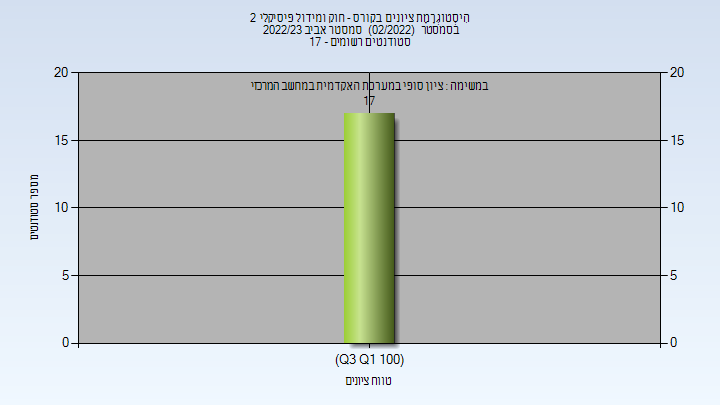 היסטוגרמת ציונים בקורס - חוק ומידול פיסיקלי 2
בסמסטר (02/2022) סמסטר אביב 2022/23
סטודנטים רשומים - 17
במשימה : ציון סופי במערכת האקדמית במחשב המרכזי
17
20
15
10
5
0
20
15
10
5
0
מספר סטודנטים
(Q3 Q1 100)
טווח ציונים